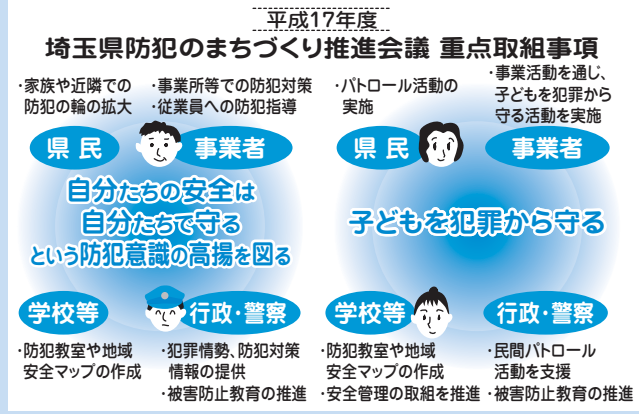 平成17年度
埼玉県防犯のまちづくり推進会議 重点取組事項
・家族や近隣での
防犯の輪の拡大
・事業所等での防犯対策
・従業員への防犯指導
県民
事業者
自分たちの安全は
自分たちで守る
という防犯意識の高揚を図る
学校等
行政・警察
・防犯教室や地域
安全マップの作成
・犯罪情勢、防犯対策
情報の提供
・被害防止教育の推進
・パトロール活動の
実施
・事業活動を通じ、
子どもを犯罪から
守る活動を実施
県民
事業者
子どもを犯罪から守る
学校等
行政・警察
・防犯教室や地域
安全マップの作成
・安全管理の取組を推進
・民間パトロール
活動を支援
・被害防止教育の推進